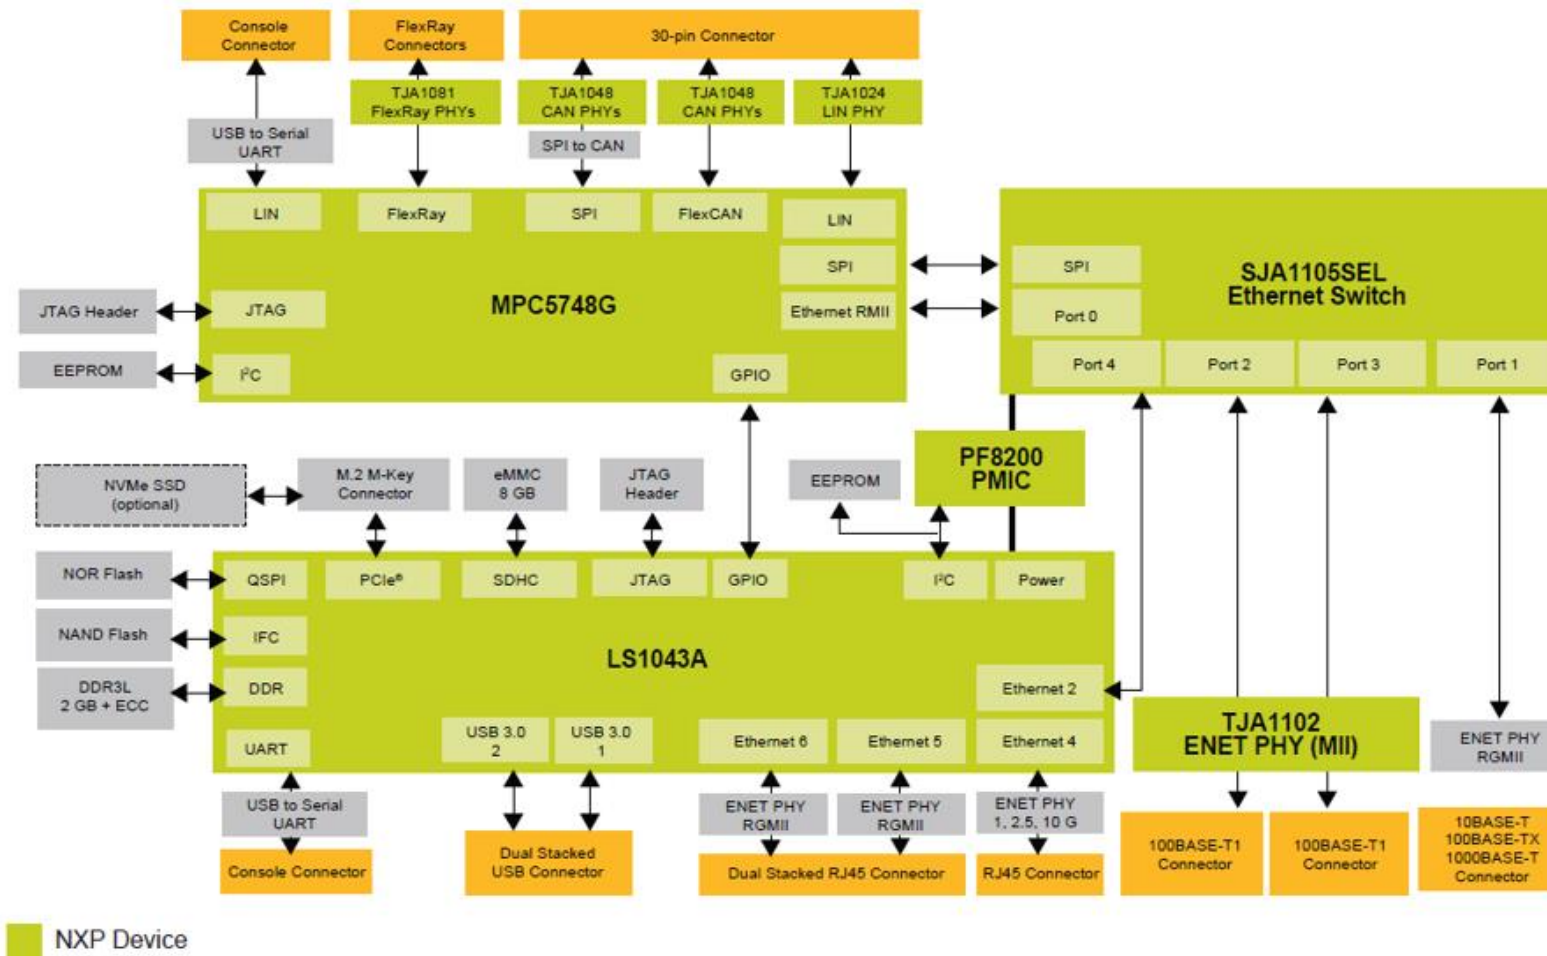 Console
Connector
FlexRay
Connectors
30-pin Connector
TJA1081
FlexRay PHYs
TJA1048
CAN PHYs
TJA1048
CAN PHYs
TJA1024
LIN PHY
USB to Serial
UART
SPI to CAN
LIN
FlexRay
SPI
FlexCAN
LIN
SPI
Ethernet RMII
MPC5748G
JTAG Header
JTAG
EEPROM
I²C
GPIO
SPI
Port 0
SJA1105SEL
Ethernet Switch
Port 4
Port 2
Port 3
Port 1
PF8200
PMIC
NVMe SSD
(optional)
M.2 M-Key
Connector
eMMC
8 GB
JTAG
Header
EEPROM
NOR Flash
QSPI
PCIe®
SDHC
JTAG
GPIO
I²C
Power
NAND Flash
IFC
LS1043A
DDR3L
2 GB + ECC
DDR
Ethernet 2
UART
USB 3.0
2
USB 3.0
1
Ethernet 6
Ethernet 5
Ethernet 4
TJA1102
ENET PHY (MII)
ENET PHY
RGMII
USB to Serial
UART
ENET PHY
RGMII
ENET PHY
RGMII
ENET PHY
1, 2.5, 10 G
Console Connector
Dual Stacked
USB Connector
Dual Stacked RJ45 Connector
RJ45 Connector
100BASE-T1
Connector
100BASE-T1
Connector
10BASE-T
100BASE-TX
1000BASE-T
Connector
NXP Device